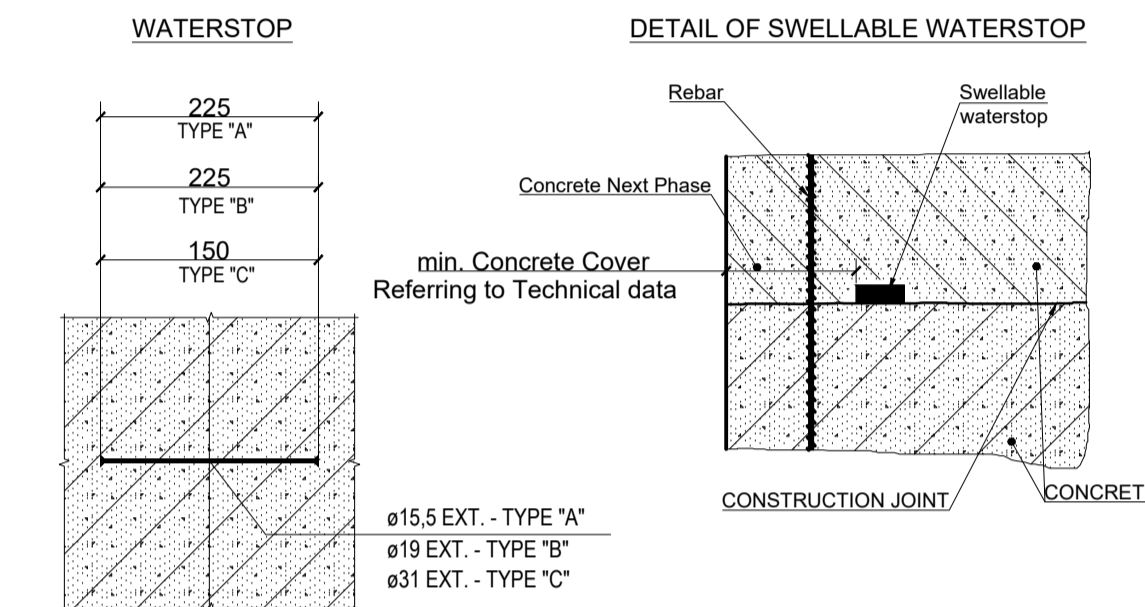 WATERSTOP
225
TYPE "A"
225
TYPE "B"
150
TYPE "C"
ø15,5 EXT. - TYPE "A"
ø19 EXT. - TYPE "B"
ø31 EXT. - TYPE "C"
DETAIL OF SWELLABLE WATERSTOP
Rebar
Swellable
waterstop
Concrete Next Phase
min. Concrete Cover
Referring to Technical data
CONSTRUCTION JOINT
CONCRET